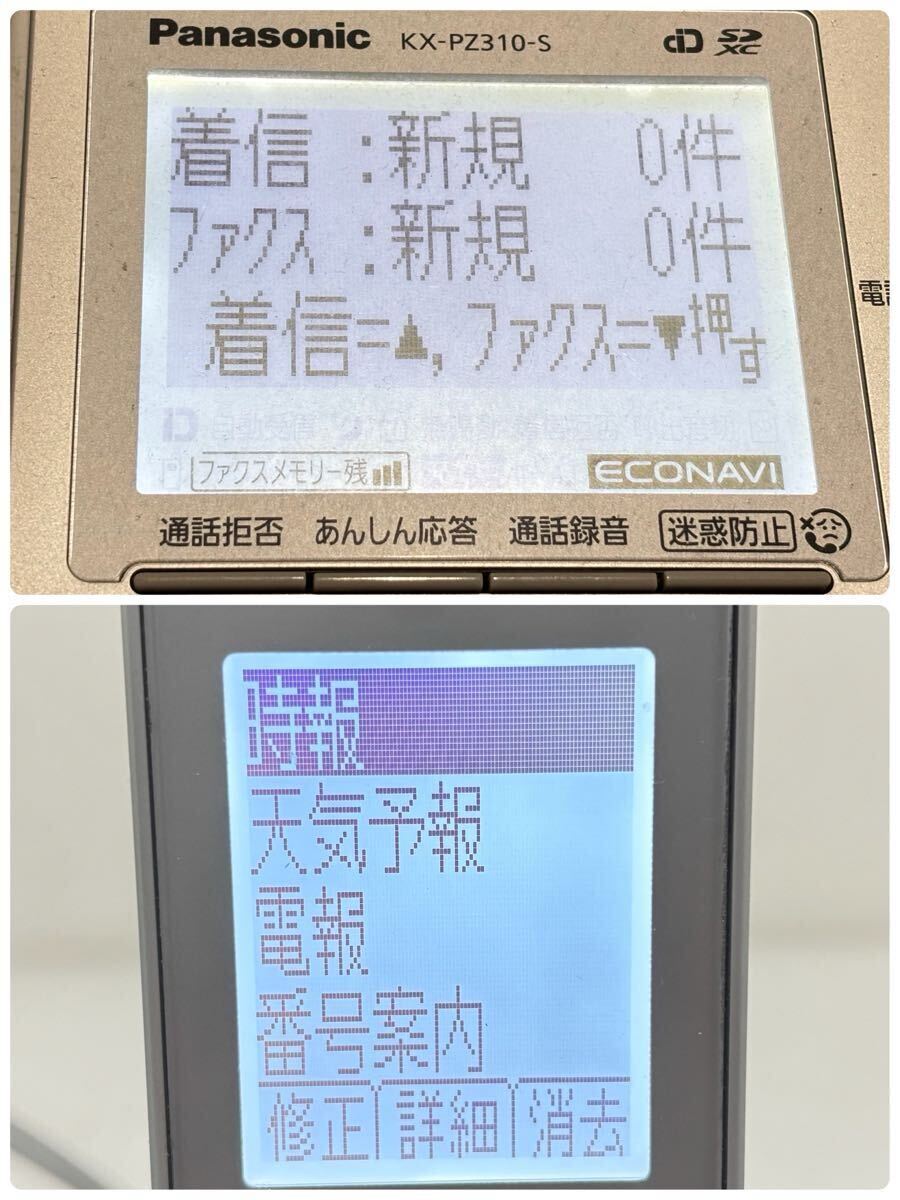 Panasonic KX-PZ310-S iD SD XC
着信 :新規 0件
ファクス :新規 0件
着信=▲, ファクス=▼押す
電
ファクスメモリー残 ECONAVI
通話拒否 あんしん応答 通話録音 迷惑防止
時報
天気予報
電報
番号案内
修正 詳細 消去